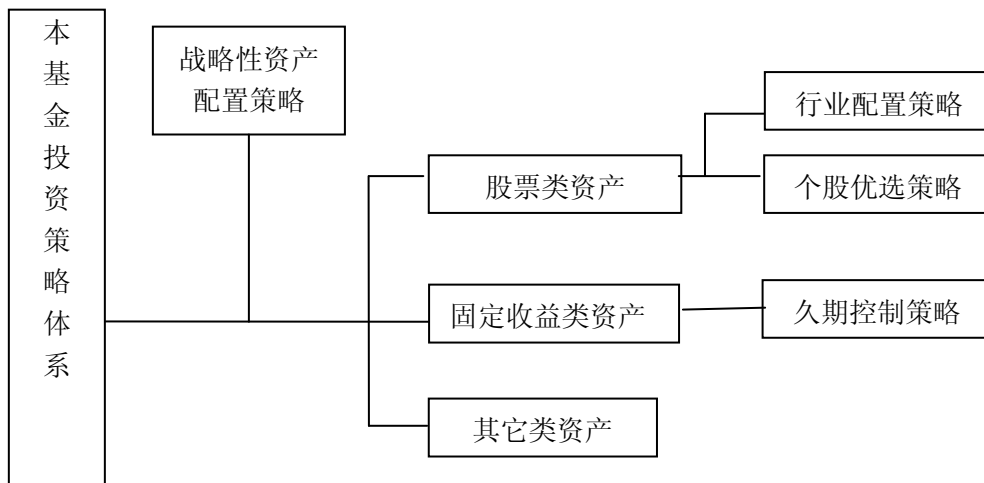 本基金投资策略体系
战略性资产
配置策略
行业配置策略
股票类资产
个股优选策略
固定收益类资产
久期控制策略
其它类资产